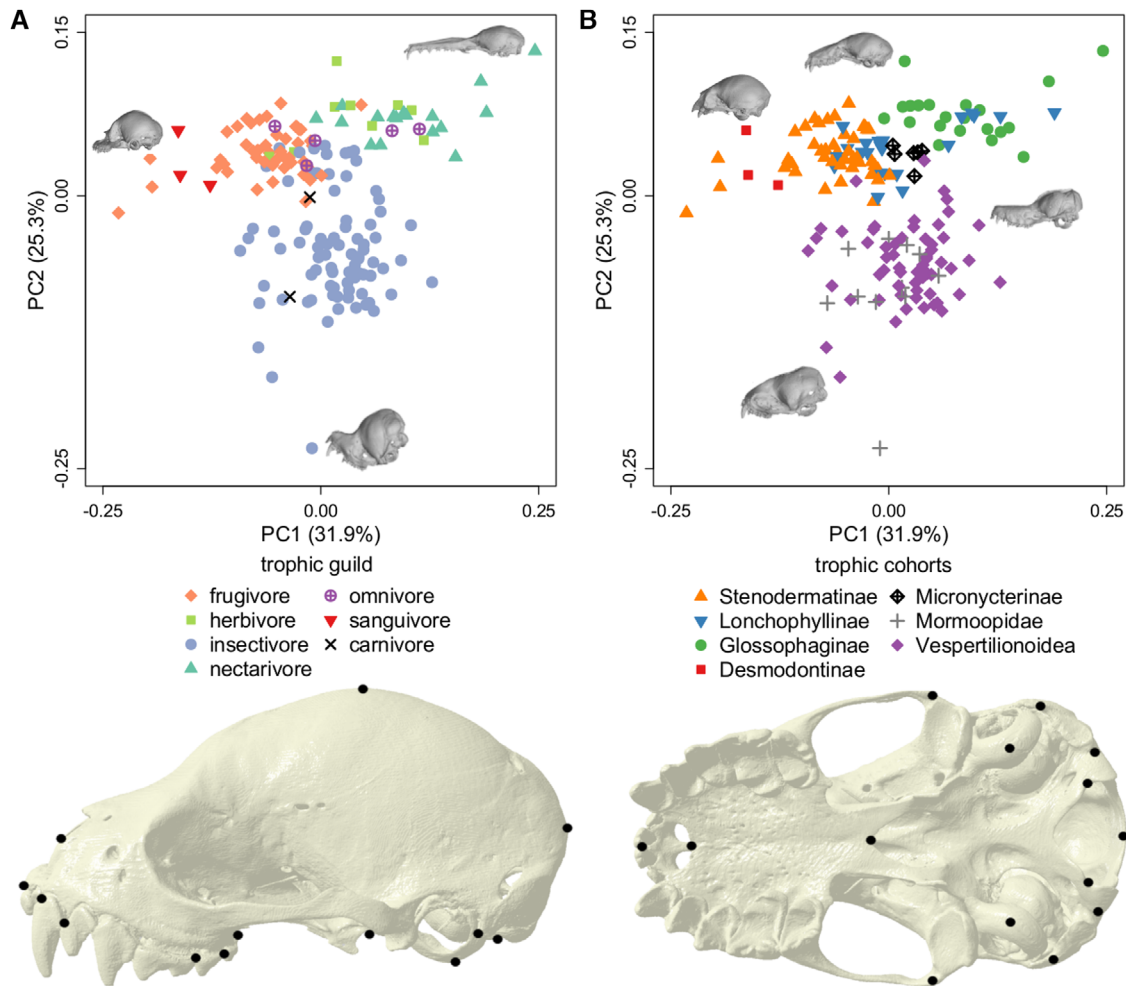 A
B
0.15
0.00
-0.25
PC2 (25.3%)
-0.25
0.00
0.25
PC1 (31.9%)
0.15
0.00
-0.25
PC2 (25.3%)
-0.25
0.00
0.25
PC1 (31.9%)
trophic guild
frugivore
omnivore
herbivore
sanguivore
insectivore
carnivore
nectarivore
trophic cohorts
Stenodermatinae
Micronycterinae
Lonchophyllinae
Mormoopidae
Glossophaginae
Vespertilionoidea
Desmodontinae